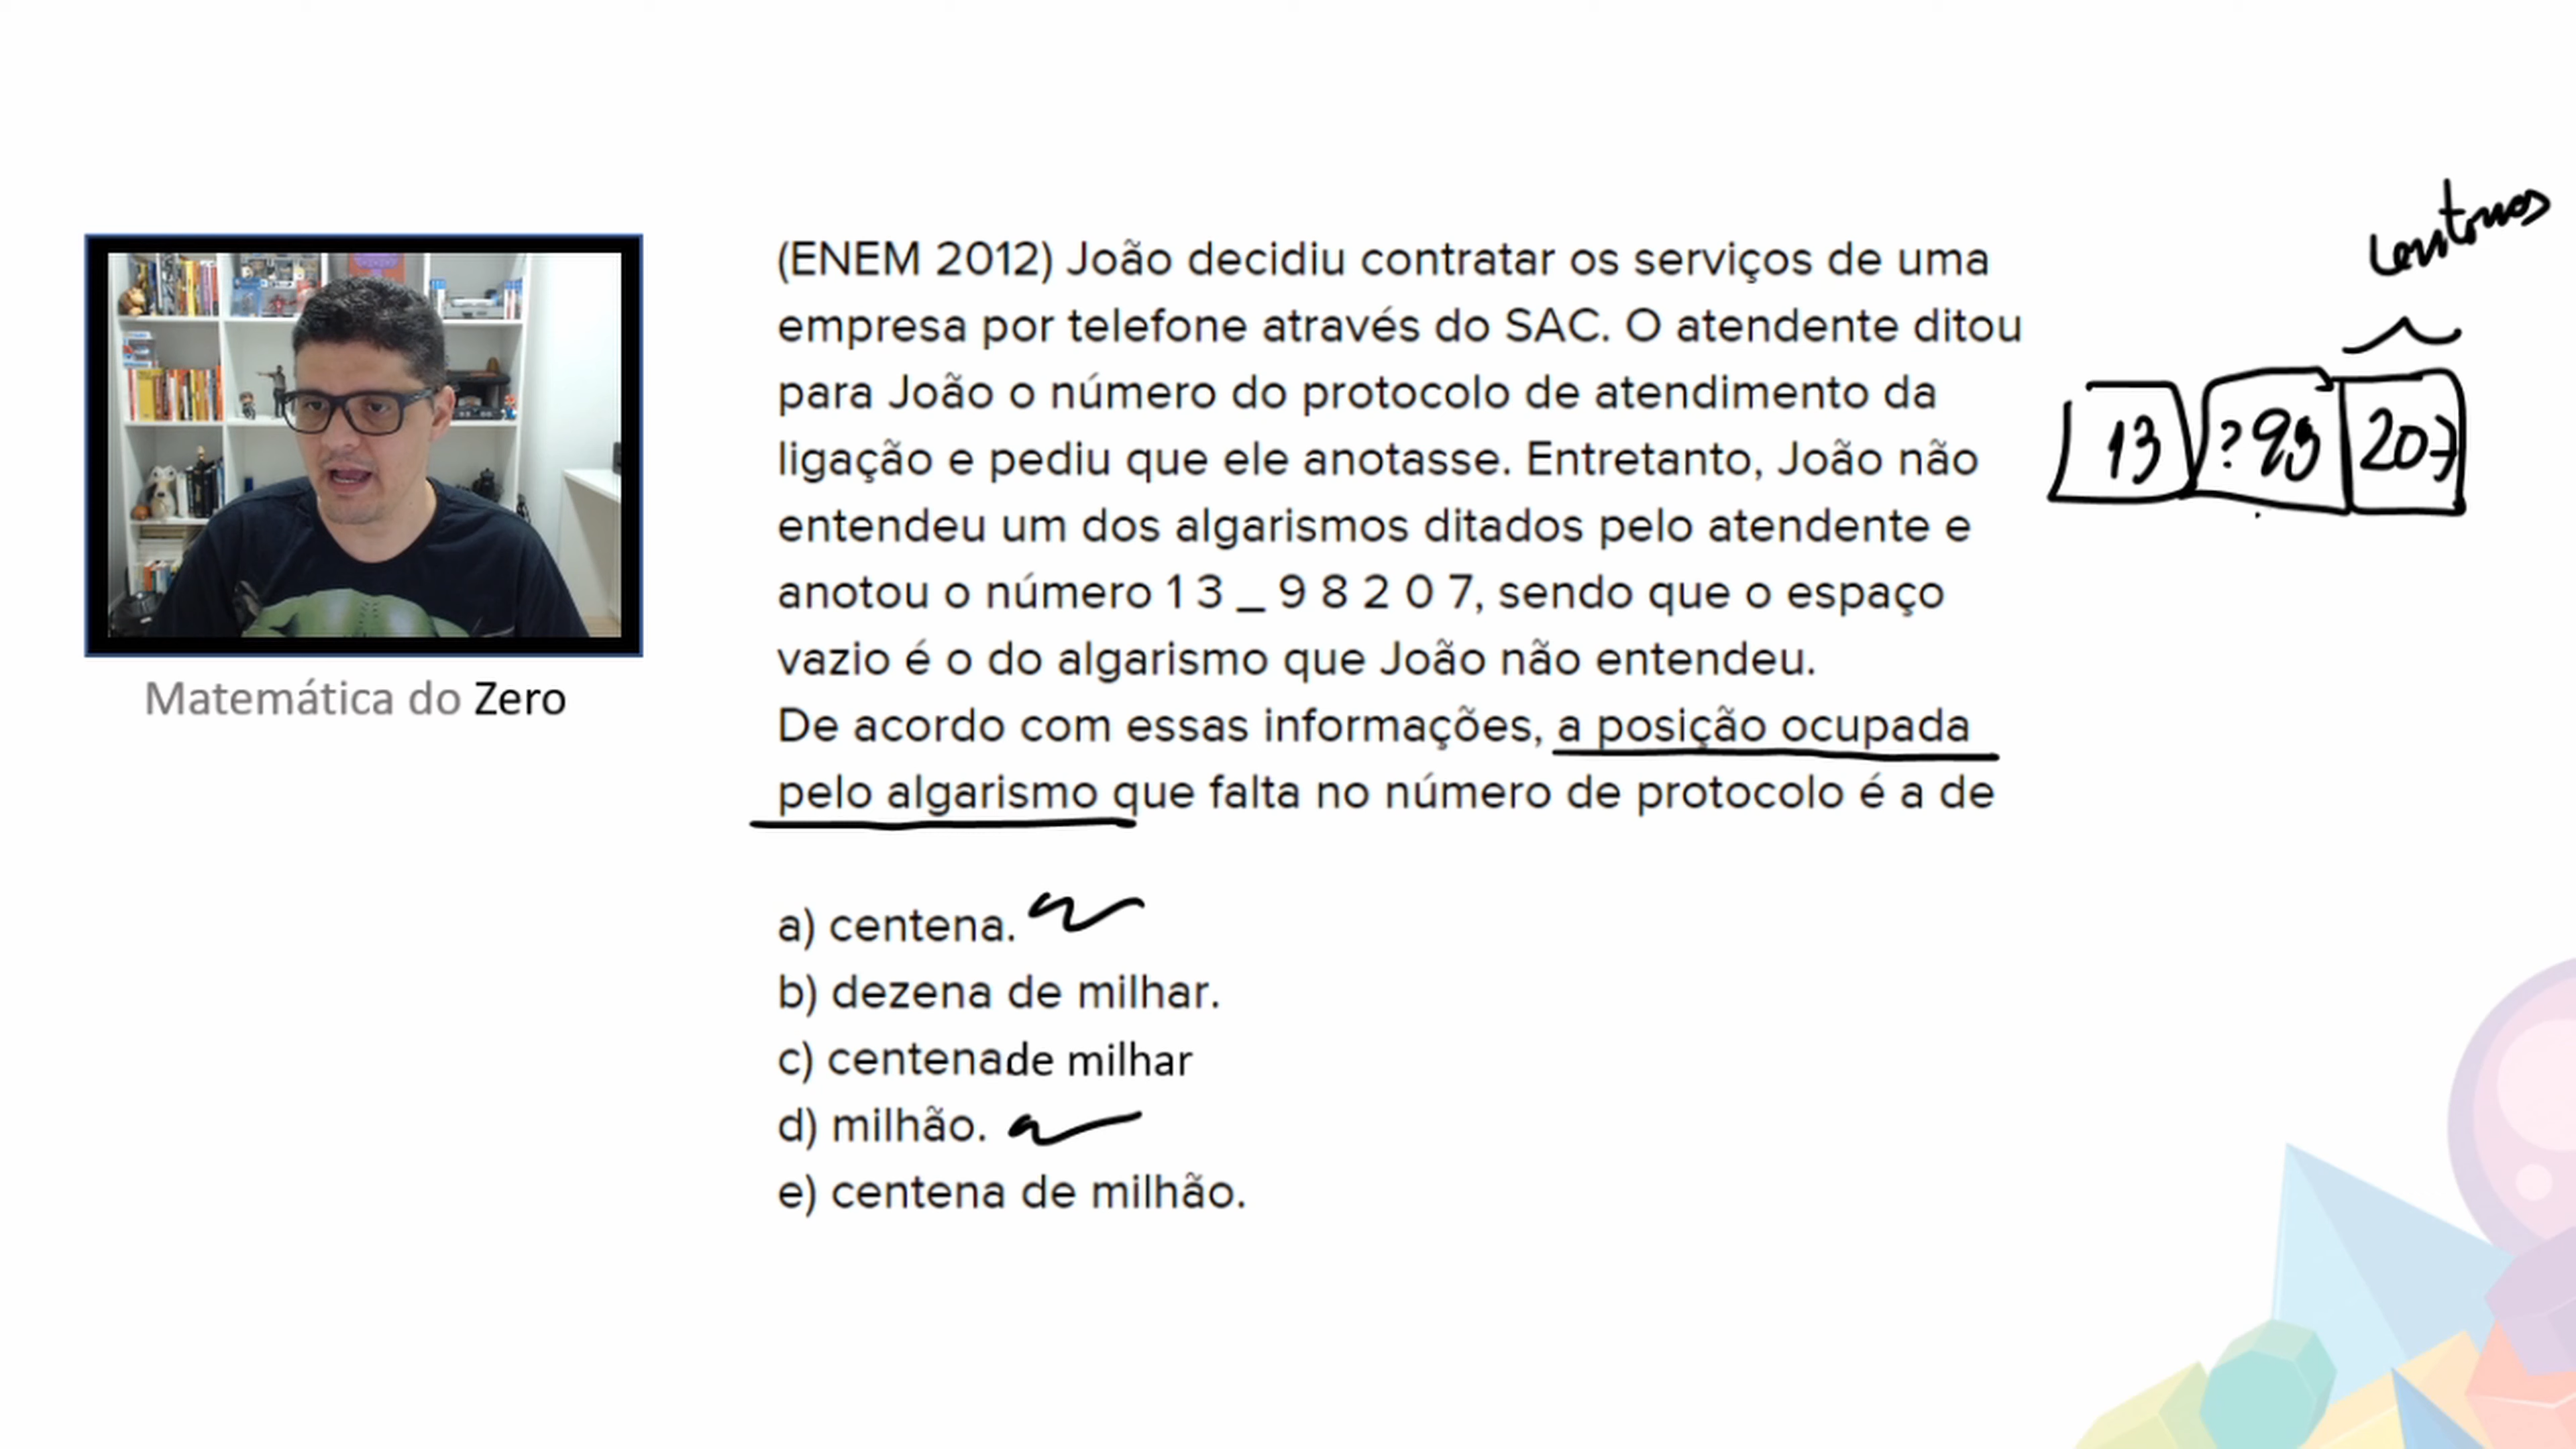 (ENEM 2012) João decidiu contratar os serviços de uma
empresa por telefone através do SAC. O atendente ditou
para João o número do protocolo de atendimento da
ligação e pediu que ele anotasse. Entretanto, João não
entendeu um dos algarismos ditados pelo atendente e
anotou o número 1 3 _ 9 8 2 0 7, sendo que o espaço
vazio é o do algarismo que João não entendeu.
De acordo com essas informações, a posição ocupada
pelo algarismo que falta no número de protocolo é a de
a) centena.
b) dezena de milhar.
c) centenade milhar
d) milhão.
e) centena de milhão.
13 ?98 207
Matemática do Zero